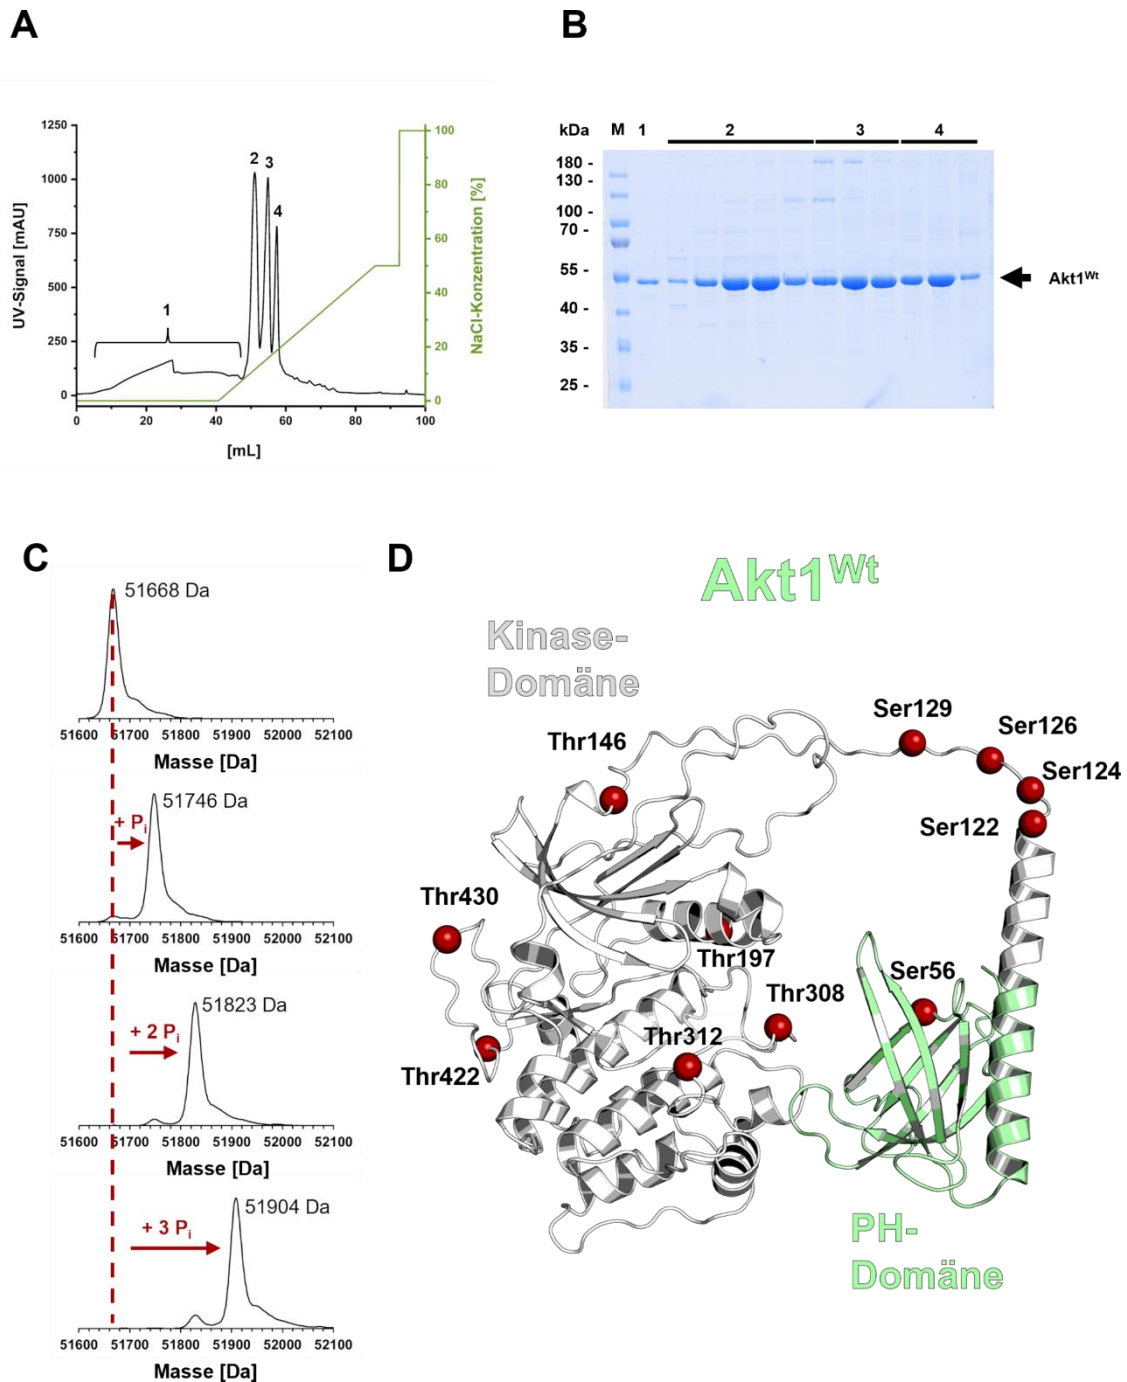 A
1250
1000
750
500
250
0
UV-Signal [mAU]
1
2
3
4
100
80
60
40
20
0
NaCl-Konzentration [%]
0 20 40 60 80 100
[mL]
B
kDa M 1 2 3 4
180 -
130 -
100 -
70 -
55 -
40 -
35 -
25 -
Akt1Wt
C
51668 Da
51600 51700 51800 51900 52000 52100
Masse [Da]
51746 Da
+ Pi
51600 51700 51800 51900 52000 52100
Masse [Da]
51823 Da
+ 2 Pi
51600 51700 51800 51900 52000 52100
Masse [Da]
51904 Da
+ 3 Pi
51600 51700 51800 51900 52000 52100
Masse [Da]
D
Akt1Wt
Kinase-
Domäne
Thr146
Ser129
Ser126
Ser124
Ser122
Thr430
Thr197
Ser56
Thr308
Thr312
Thr422
PH-
Domäne